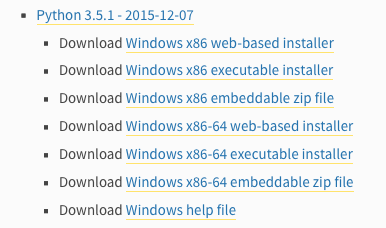 Python 3.5.1 - 2015-12-07
Download Windows x86 web-based installer
Download Windows x86 executable installer
Download Windows x86 embeddable zip file
Download Windows x86-64 web-based installer
Download Windows x86-64 executable installer
Download Windows x86-64 embeddable zip file
Download Windows help file